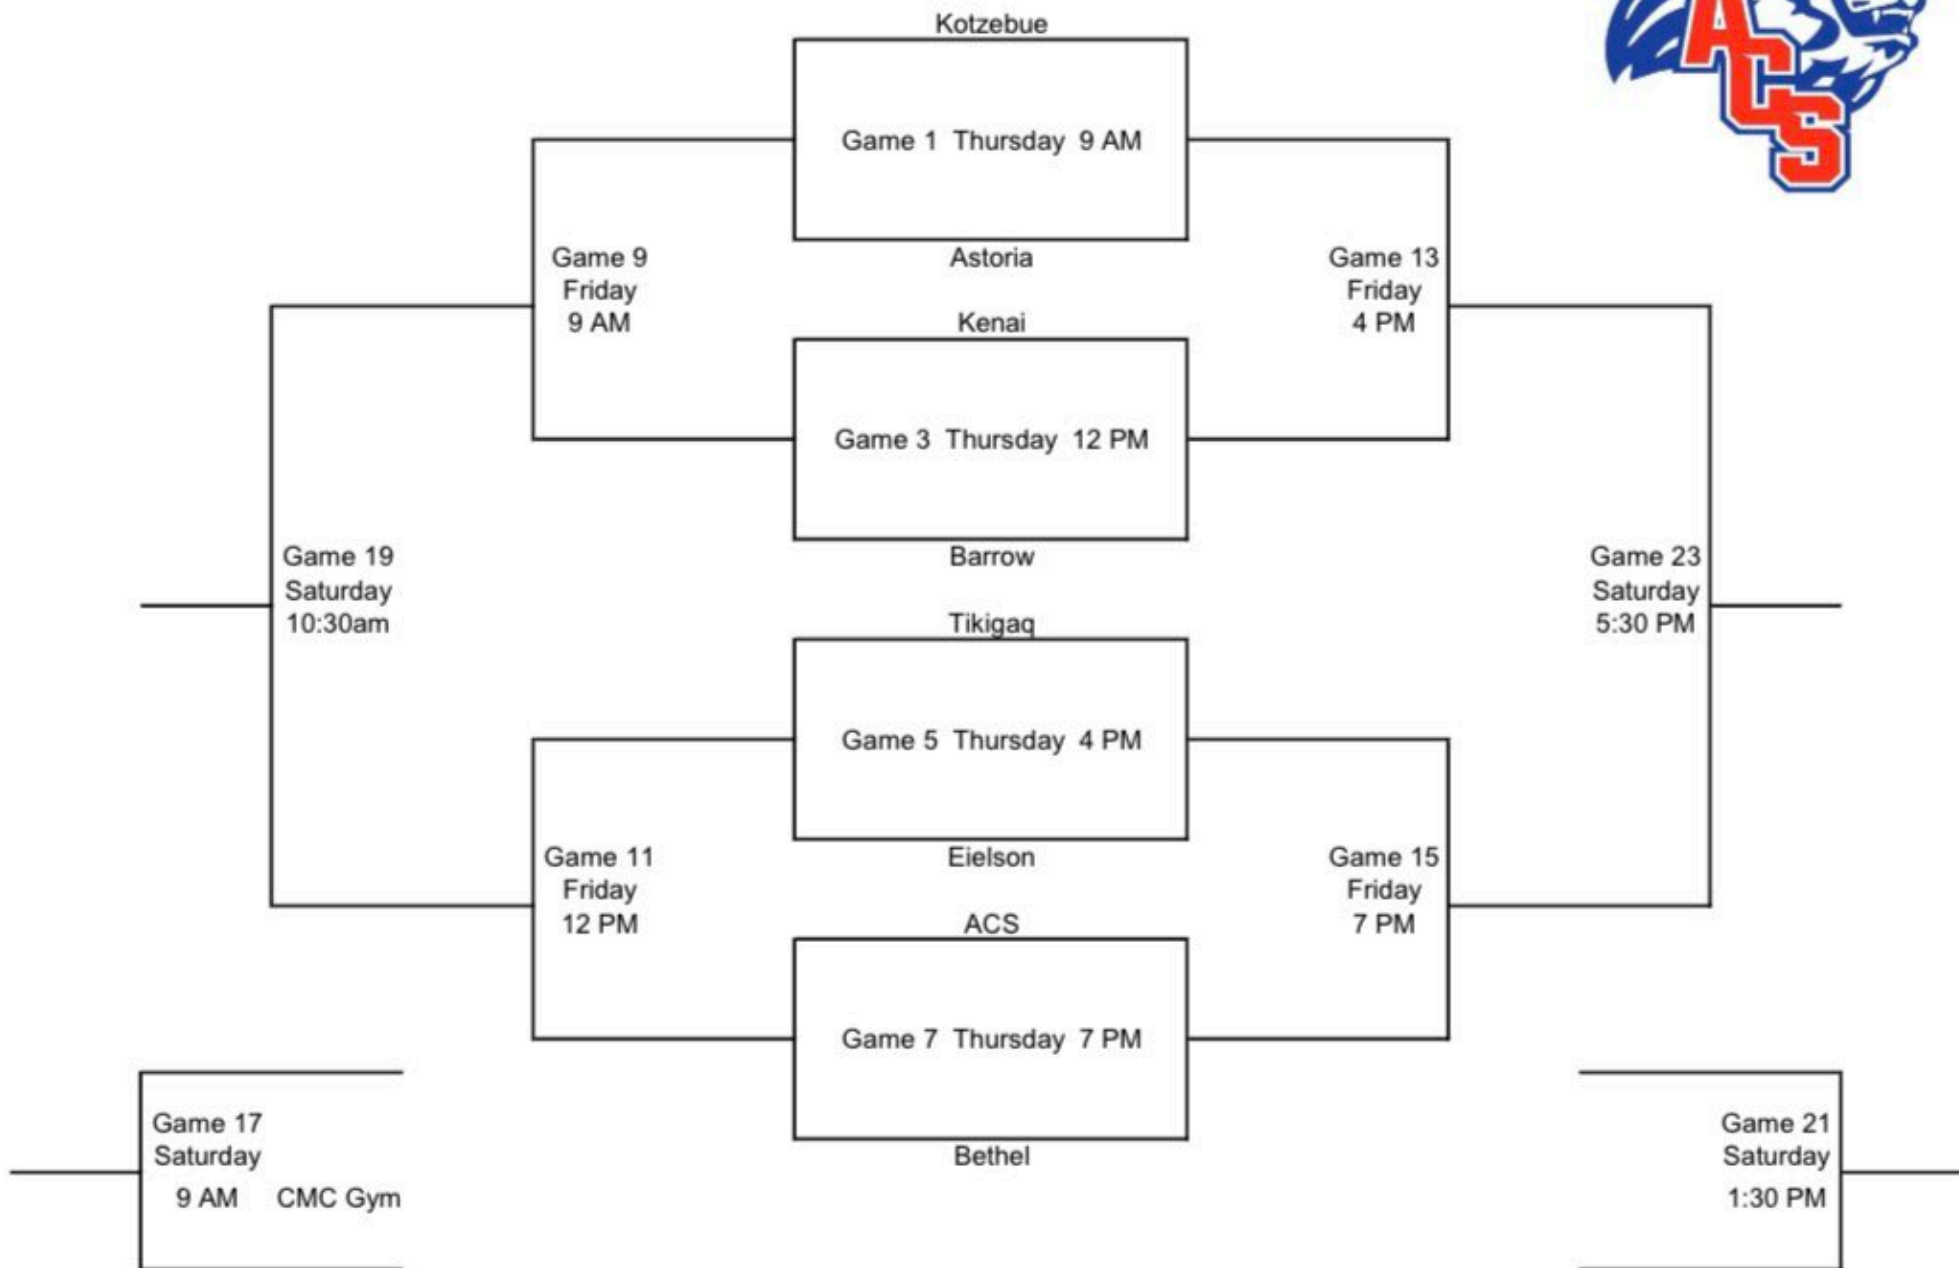 Kotzebue
ACS
Game 1 Thursday 9 AM
Astoria
Game 9
Friday
9 AM
Game 13
Friday
4 PM
Kenai
Game 3 Thursday 12 PM
Barrow
Game 19
Saturday
10:30am
Game 23
Saturday
5:30 PM
Tikigaq
Game 5 Thursday 4 PM
Eielson
Game 11
Friday
12 PM
Game 15
Friday
7 PM
ACS
Game 7 Thursday 7 PM
Bethel
Game 17
Saturday
9 AM CMC Gym
Game 21
Saturday
1:30 PM